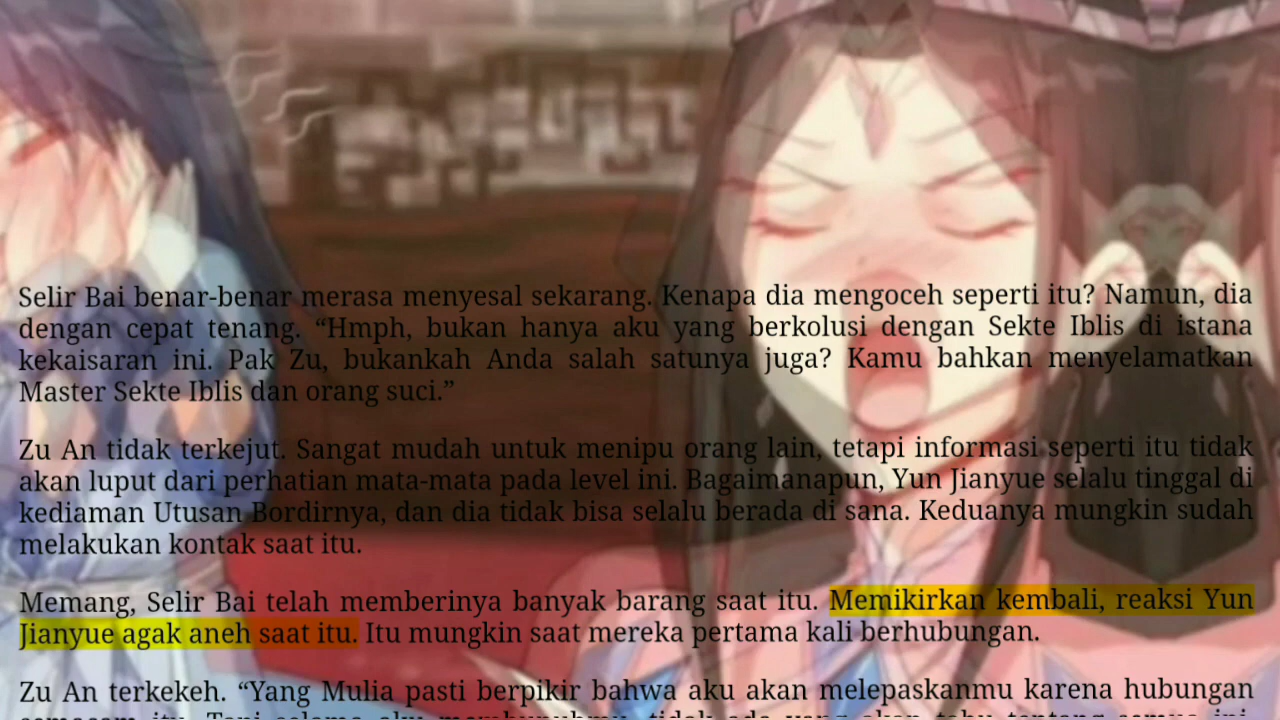 Selir Bai benar-benar merasa menyesal sekarang. Kenapa dia mengoceh seperti itu? Namun, dia
dengan cepat tenang. “Hmph, bukan hanya aku yang berkolusi dengan Sekte Iblis di istana
kekaisaran ini. Pak Zu, bukankah Anda salah satunya juga? Kamu bahkan menyelamatkan
Master Sekte Iblis dan orang suci.”
Zu An tidak terkejut. Sangat mudah untuk menipu orang lain, tetapi informasi seperti itu tidak
akan luput dari perhatian mata-mata pada level ini. Bagaimanapun, Yun Jianyue selalu tinggal di
kediaman Utusan Bordirnya, dan dia tidak bisa selalu berada di sana. Keduanya mungkin sudah
melakukan kontak saat itu.
Memang, Selir Bai telah memberinya banyak barang saat itu. Memikirkan kembali, reaksi Yun
Jianyue agak aneh saat itu. Itu mungkin saat mereka pertama kali berhubungan.
Zu An terkekeh. “Yang Mulia pasti berpikir bahwa aku akan melepaskanmu karena hubungan